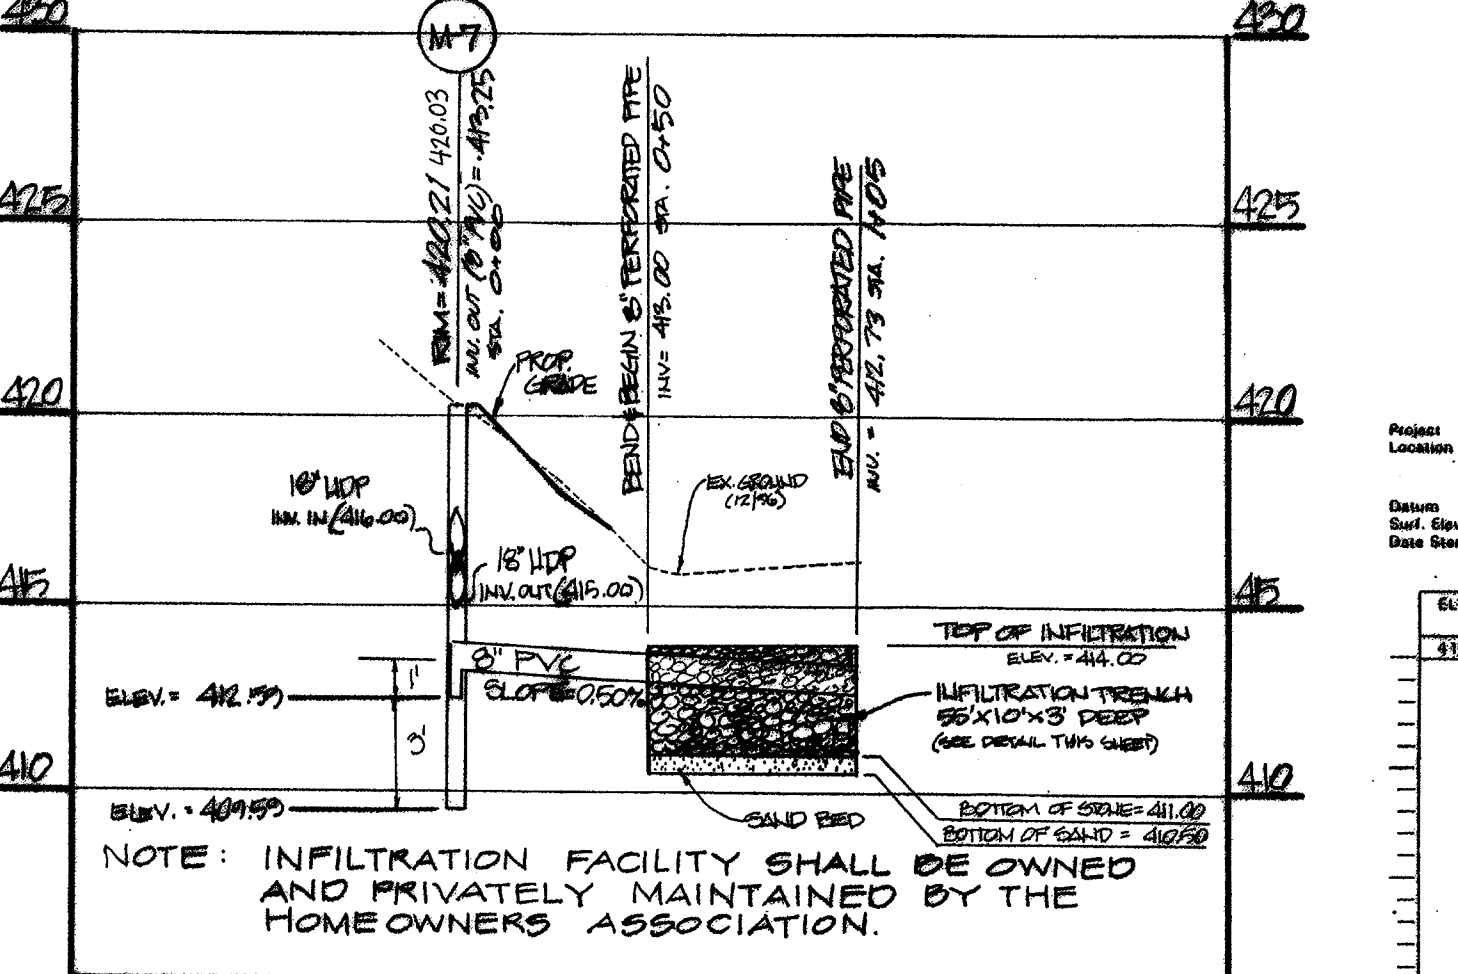 430
430
M-7
RIM = 420.21 420.03
INV. OUT (8" PVC) = 413.25
STA. 0+00
BEND & BEGIN 8" PERFORATED PIPE
INV = 413.00 STA. 0+50
END 8" PERFORATED PIPE
INV. = 412.73 STA. 1+05
425
425
PROP.
GRADE
420
420
18" HDP
INV. IN (416.00)
EX. GROUND
(12/96)
18" HDP
INV. OUT (415.00)
415
415
TOP OF INFILTRATION
ELEV. = 414.00
8" PVC
SLOPE = 0.50%
1'
ELEV. = 412.59
INFILTRATION TRENCH
55'X10'X3' DEEP
(SEE DETAIL THIS SHEET)
3'
410
410
ELEV. = 409.59
SAND BED
BOTTOM OF STONE = 411.00
BOTTOM OF SAND = 410.50
NOTE: INFILTRATION FACILITY SHALL BE OWNED
AND PRIVATELY MAINTAINED BY THE
HOMEOWNERS ASSOCIATION.
Project
Location
Datum
Surf. Elev
Date Star